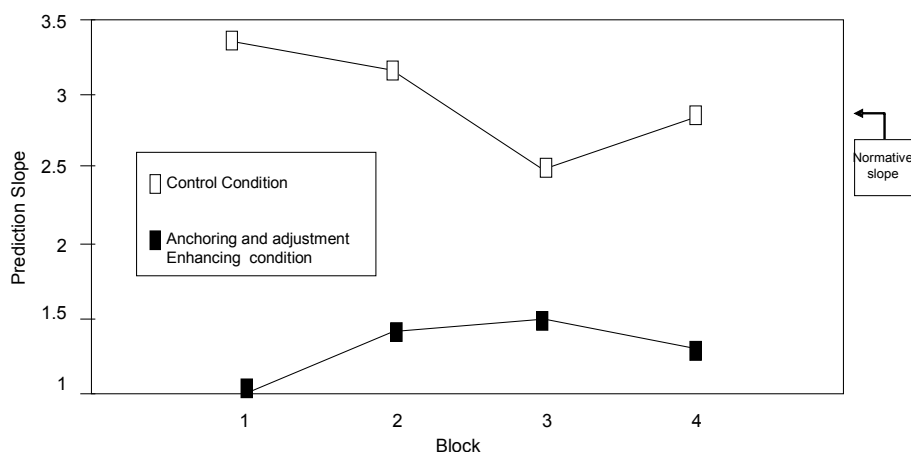 3.5
3
2.5
2
1.5
1
Prediction Slope
Control Condition
Anchoring and adjustment
Enhancing condition
Normative
slope
1 2 3 4
Block